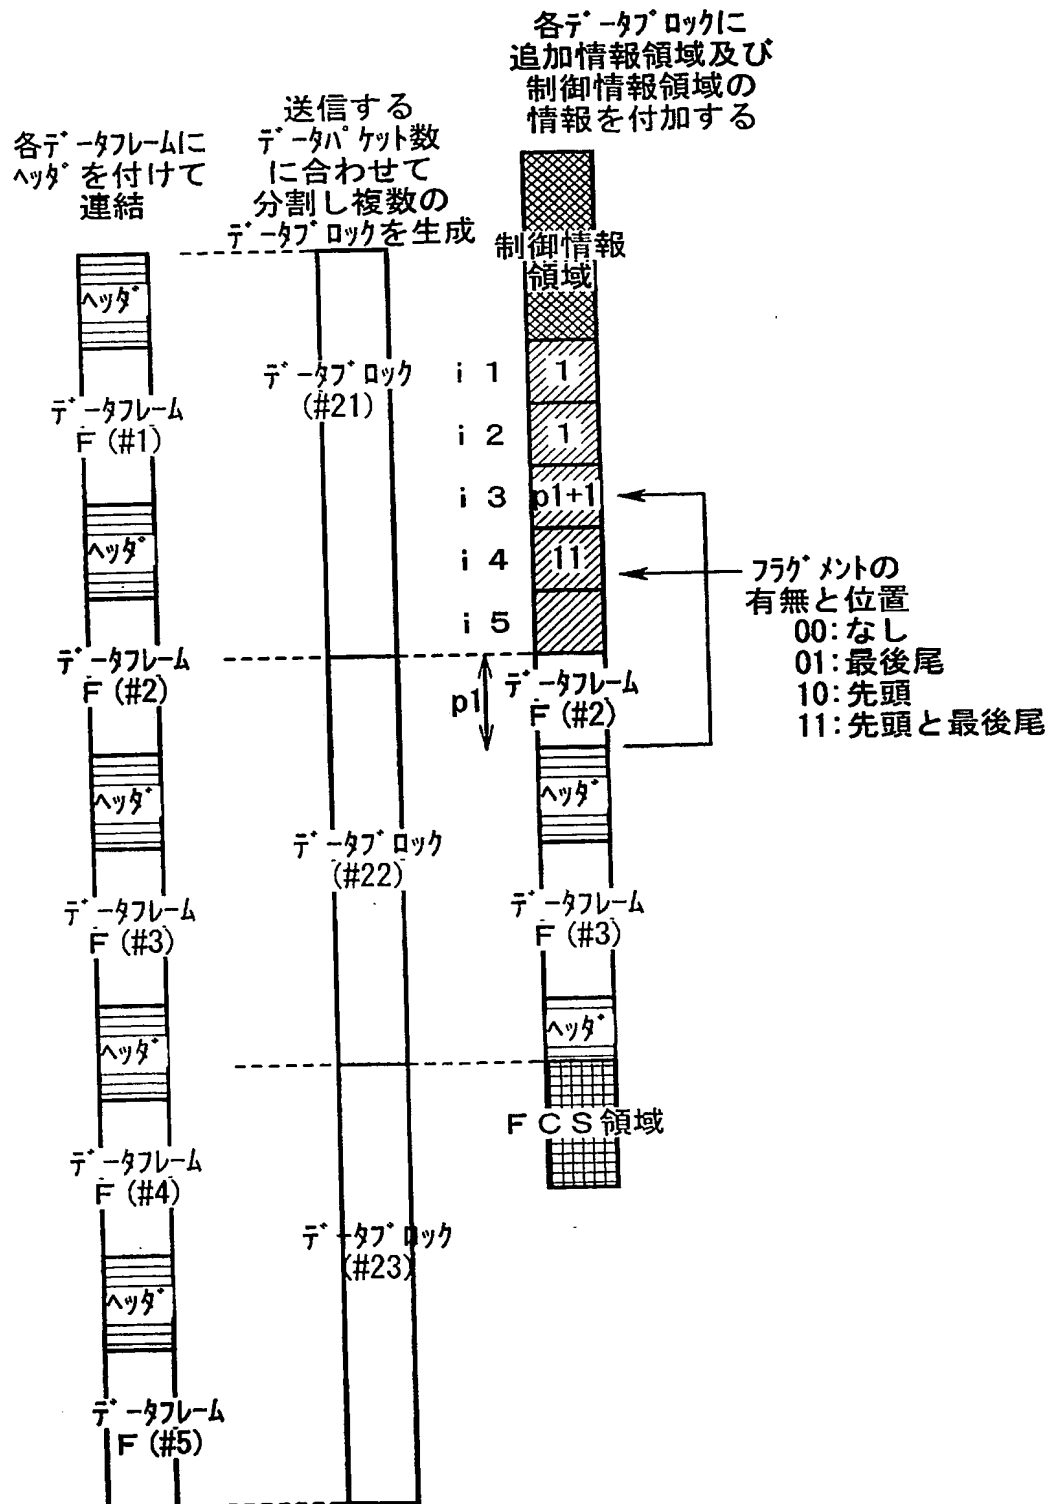 各ﾃﾞｰﾀﾌﾞﾛｯｸに
追加情報領域及び
制御情報領域の
情報を付加する
送信する
ﾃﾞｰﾀﾊﾟｹｯﾄ数
に合わせて
分割し複数の
ﾃﾞｰﾀﾌﾞﾛｯｸを生成
各ﾃﾞｰﾀﾌﾚｰﾑに
ﾍｯﾀﾞを付けて
連結
ﾍｯﾀﾞ
ﾃﾞｰﾀﾌﾚｰﾑ
F (#1)
ﾍｯﾀﾞ
ﾃﾞｰﾀﾌﾚｰﾑ
F (#2)
ﾍｯﾀﾞ
ﾃﾞｰﾀﾌﾚｰﾑ
F (#3)
ﾍｯﾀﾞ
ﾃﾞｰﾀﾌﾚｰﾑ
F (#4)
ﾍｯﾀﾞ
ﾃﾞｰﾀﾌﾚｰﾑ
F (#5)
ﾃﾞｰﾀﾌﾞﾛｯｸ
(#21)
ﾃﾞｰﾀﾌﾞﾛｯｸ
(#22)
ﾃﾞｰﾀﾌﾞﾛｯｸ
(#23)
制御情報
領域
i 1 1
i 2 1
i 3 p1+1
i 4 11
i 5
p1
ﾃﾞｰﾀﾌﾚｰﾑ
F (#2)
ﾍｯﾀﾞ
ﾃﾞｰﾀﾌﾚｰﾑ
F (#3)
ﾍｯﾀﾞ
FCS領域
ﾌﾗｸﾞﾒﾝﾄの
有無と位置
00:なし
01:最後尾
10:先頭
11:先頭と最後尾